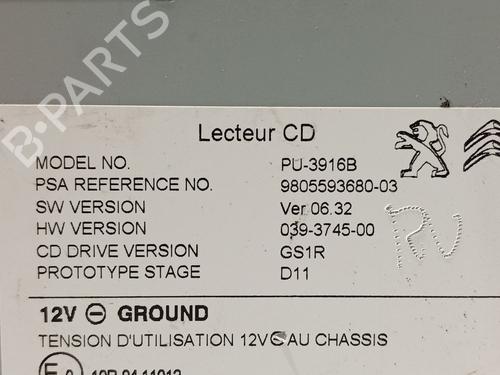 Lecteur CD
MODEL NO. PU-3916B
PSA REFERENCE NO. 9805593680-03
SW VERSION Ver 06.32
HW VERSION 039-3745-00
CD DRIVE VERSION GS1R
PROTOTYPE STAGE D11
RV
12V GROUND
TENSION D'UTILISATION 12V AU CHASSIS
B-PARTS